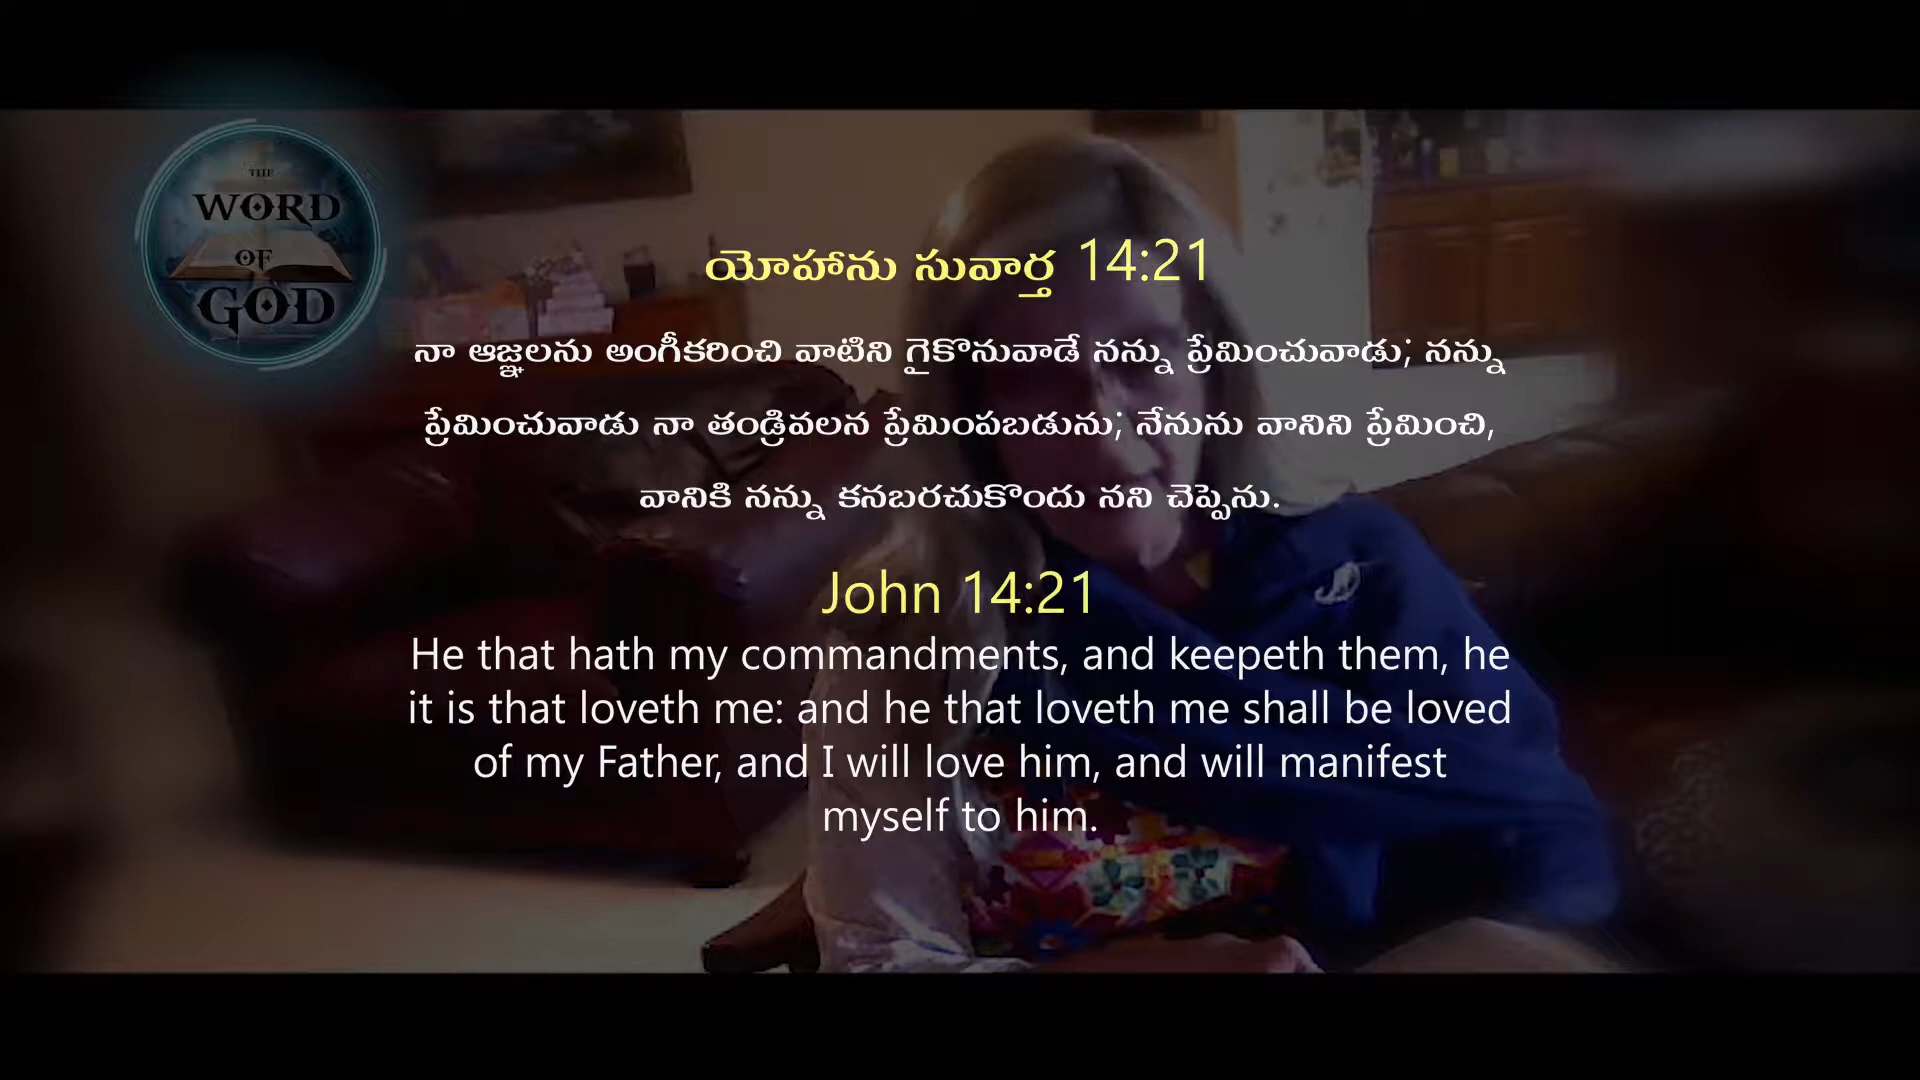 THE
WORD
OF
GOD
యోహాను సువార్త 14:21
నా ఆజ్ఞలను అంగీకరించి వాటిని గైకొనువాడే నన్ను ప్రేమించువాడు; నన్ను
ప్రేమించువాడు నా తండ్రివలన ప్రేమింపబడును; నేనును వానిని ప్రేమించి,
వానికి నన్ను కనబరచుకొందు నని చెప్పెను.
John 14:21
He that hath my commandments, and keepeth them, he
it is that loveth me: and he that loveth me shall be loved
of my Father, and I will love him, and will manifest
myself to him.